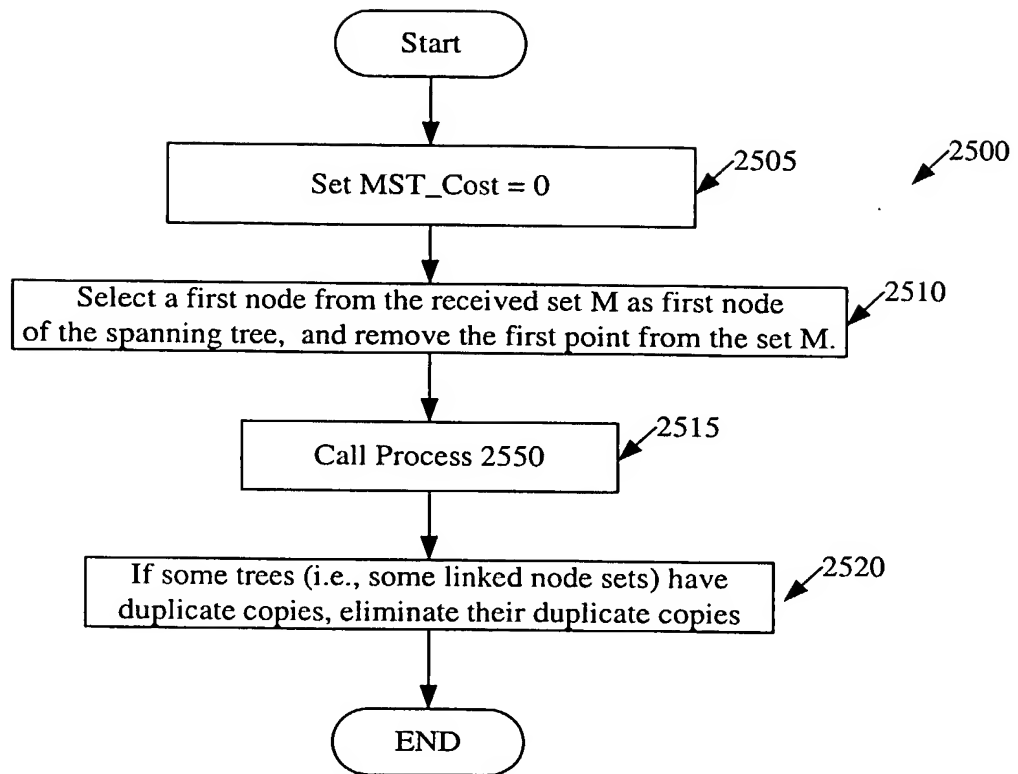 Start
2500
2505
Set MST_Cost = 0
2510
Select a first node from the received set M as first node
of the spanning tree, and remove the first point from the set M.
2515
Call Process 2550
2520
If some trees (i.e., some linked node sets) have
duplicate copies, eliminate their duplicate copies
END